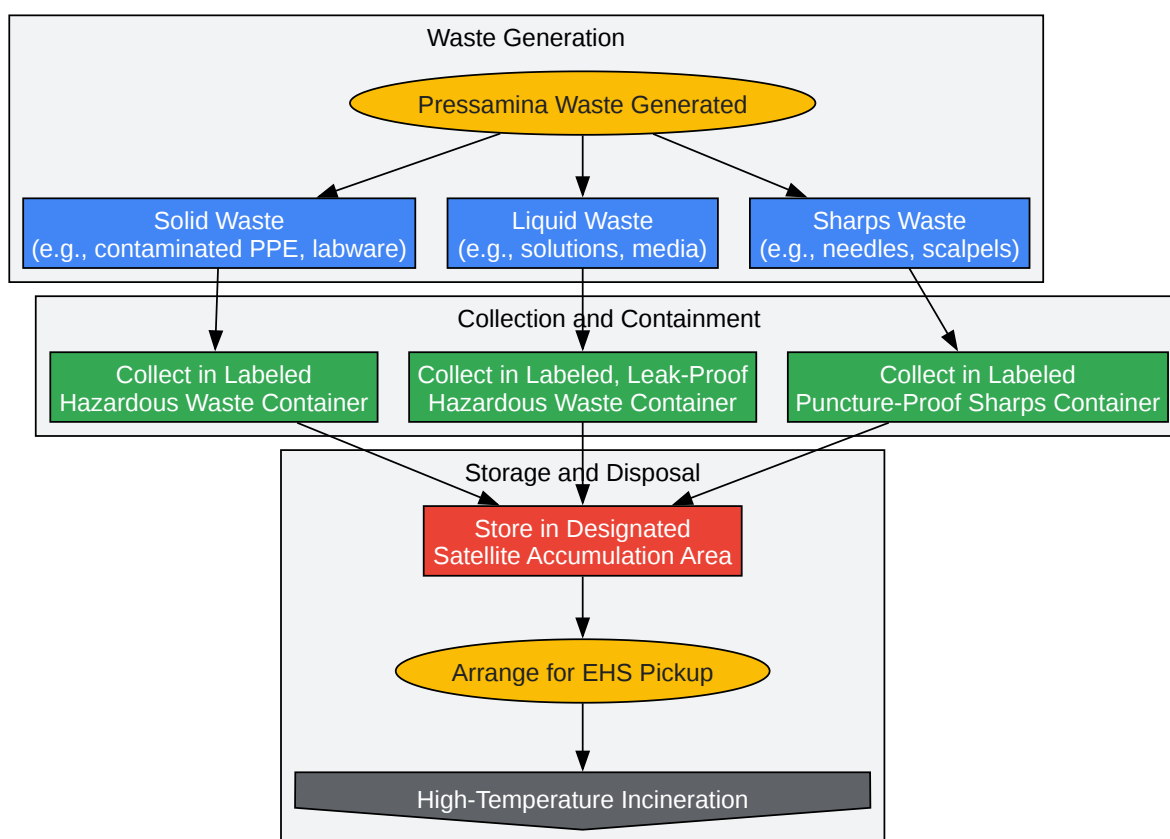 Waste Generation
Pressamina Waste Generated
Solid Waste
(e.g., contaminated PPE, labware)
Liquid Waste
(e.g., solutions, media)
Sharps Waste
(e.g., needles, scalpels)
Collection and Containment
Collect in Labeled
Hazardous Waste Container
Collect in Labeled, Leak-Proof
Hazardous Waste Container
Collect in Labeled
Puncture-Proof Sharps Container
Storage and Disposal
Store in Designated
Satellite Accumulation Area
Arrange for EHS Pickup
High-Temperature Incineration